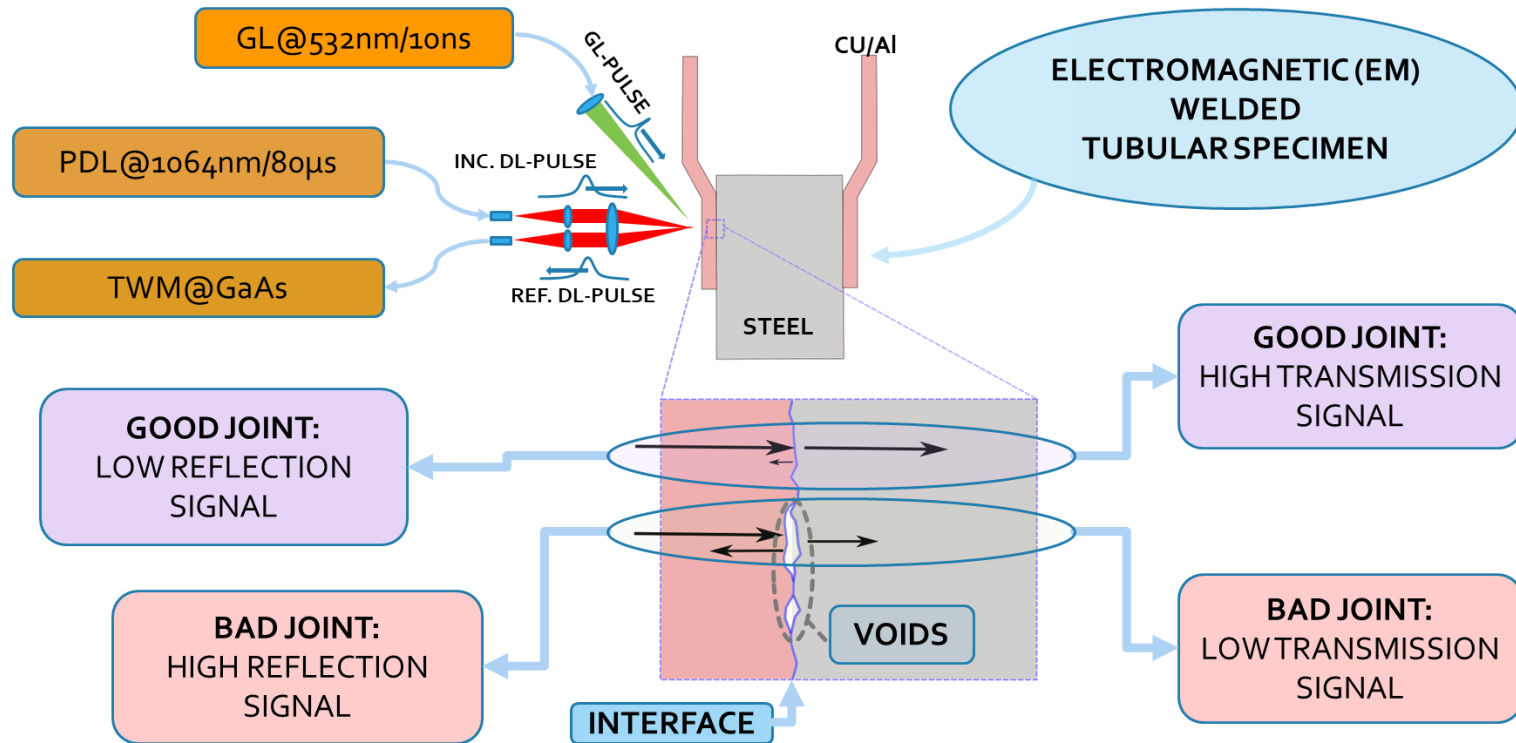 GL@532nm/10ns
GL-PULSE
CU/Al
ELECTROMAGNETIC (EM)
WELDED
TUBULAR SPECIMEN
PDL@1064nm/80µs
INC. DL-PULSE
TWM@GaAs
REF. DL-PULSE
STEEL
GOOD JOINT:
LOW REFLECTION
SIGNAL
GOOD JOINT:
HIGH TRANSMISSION
SIGNAL
BAD JOINT:
HIGH REFLECTION
SIGNAL
VOIDS
BAD JOINT:
LOW TRANSMISSION
SIGNAL
INTERFACE